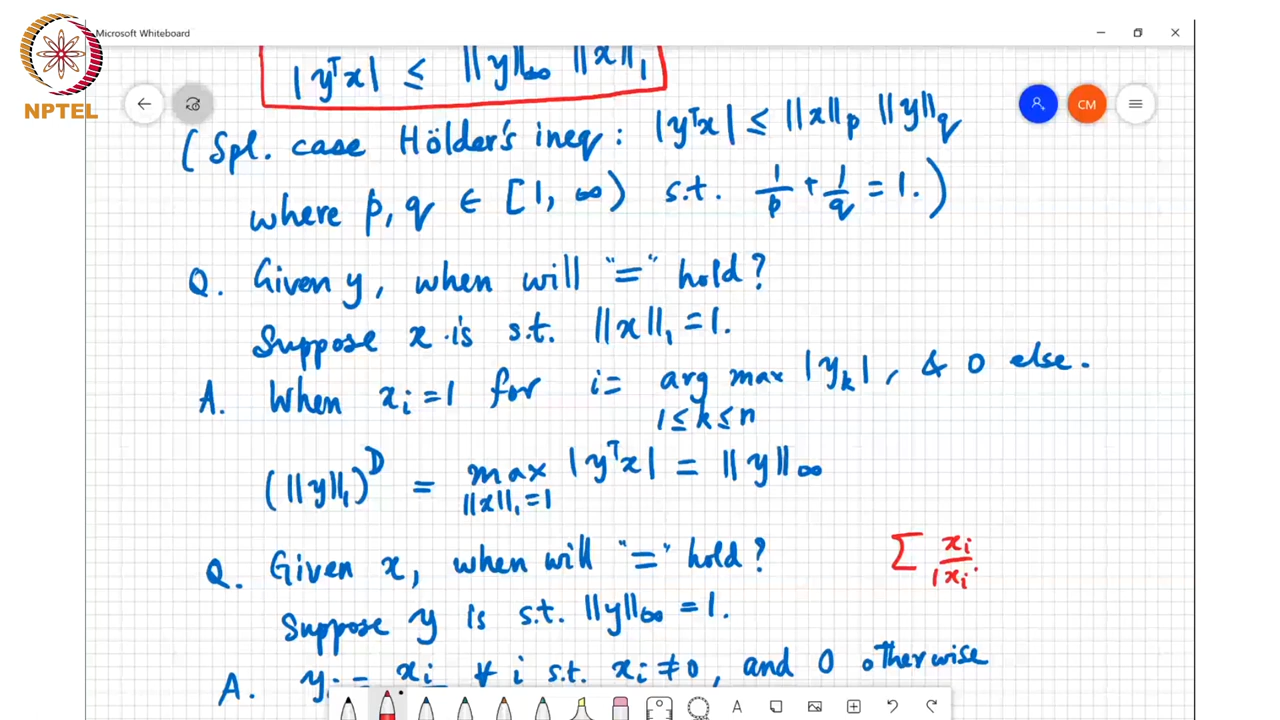 Microsoft Whiteboard
NPTEL
CM
|yᵀx| ≤ ||y||∞ ||x||₁
(Spl. case Hölder's ineq: |yᵀx| ≤ ||x||p ||y||q
where p, q ∈ [1, ∞) s.t. 1/p + 1/q = 1.)
Q. Given y, when will "=" hold?
Suppose x is s.t. ||x||₁ = 1.
A. When xᵢ = 1 for i = arg max |yₖ|, & 0 else.
1 ≤ k ≤ n
(||y||₁)ᴰ = max |yᵀx| = ||y||∞
||x||₁ = 1
Q. Given x, when will "=" hold?
∑ xᵢ/|xᵢ
Suppose y is s.t. ||y||∞ = 1.
A. yᵢ = xᵢ ∀ i s.t. xᵢ ≠ 0, and 0 otherwise
A